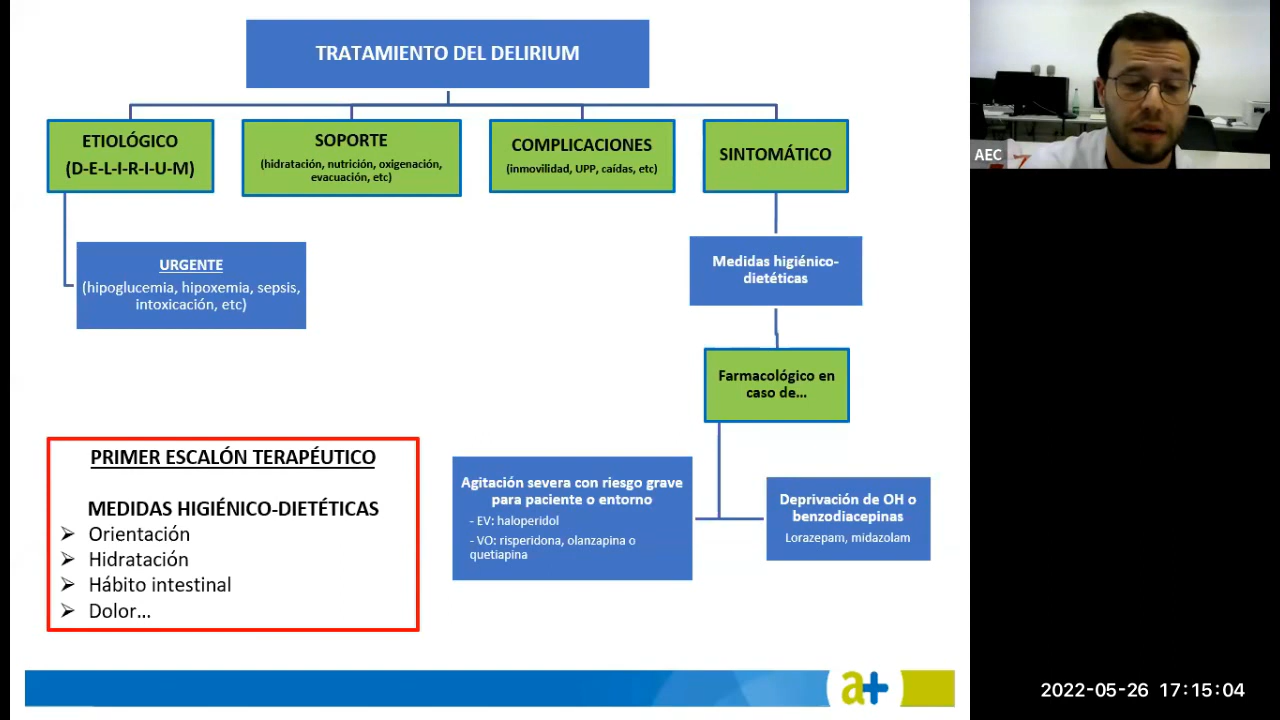 TRATAMIENTO DEL DELIRIUM
ETIOLÓGICO
(D-E-L-I-R-I-U-M)
SOPORTE
(hidratación, nutrición, oxigenación,
evacuación, etc)
COMPLICACIONES
(inmovilidad, UPP, caídas, etc)
SINTOMÁTICO
AEC
URGENTE
(hipoglucemia, hipoxemia, sepsis,
intoxicación, etc)
Medidas higiénico-
dietéticas
Farmacológico en
caso de...
PRIMER ESCALÓN TERAPÉUTICO
MEDIDAS HIGIÉNICO-DIETÉTICAS
Orientación
Hidratación
Hábito intestinal
Dolor...
Agitación severa con riesgo grave
para paciente o entorno
- EV: haloperidol
- VO: risperidona, olanzapina o
quetiapina
Deprivación de OH o
benzodiacepinas
Lorazepam, midazolam
a+
2022-05-26 17:15:04